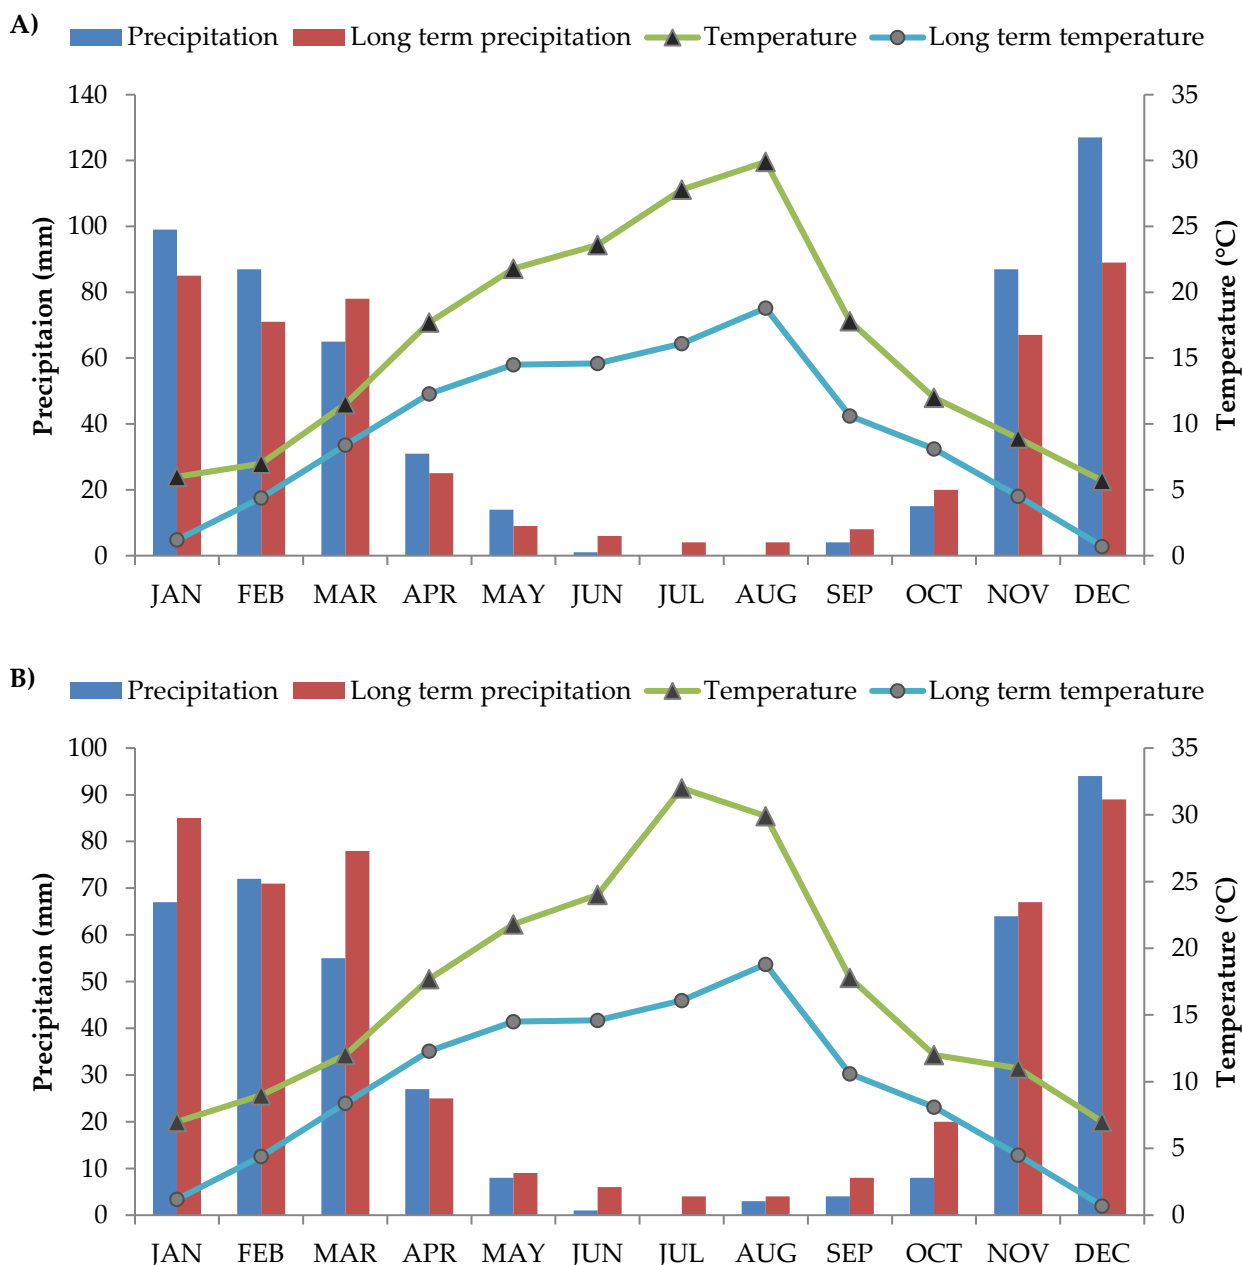 A)
Precipitation Long term precipitation Temperature Long term temperature
140 35
120 30
100 25
80 20
60 15
40 10
20 5
0 0
Precipitaion (mm)
Temperature (°C)
JAN FEB MAR APR MAY JUN JUL AUG SEP OCT NOV DEC
B)
Precipitation Long term precipitation Temperature Long term temperature
100 35
90
80 30
70 25
60
50 20
40 15
30 10
20
10 5
0 0
Precipitaion (mm)
Temperature (°C)
JAN FEB MAR APR MAY JUN JUL AUG SEP OCT NOV DEC